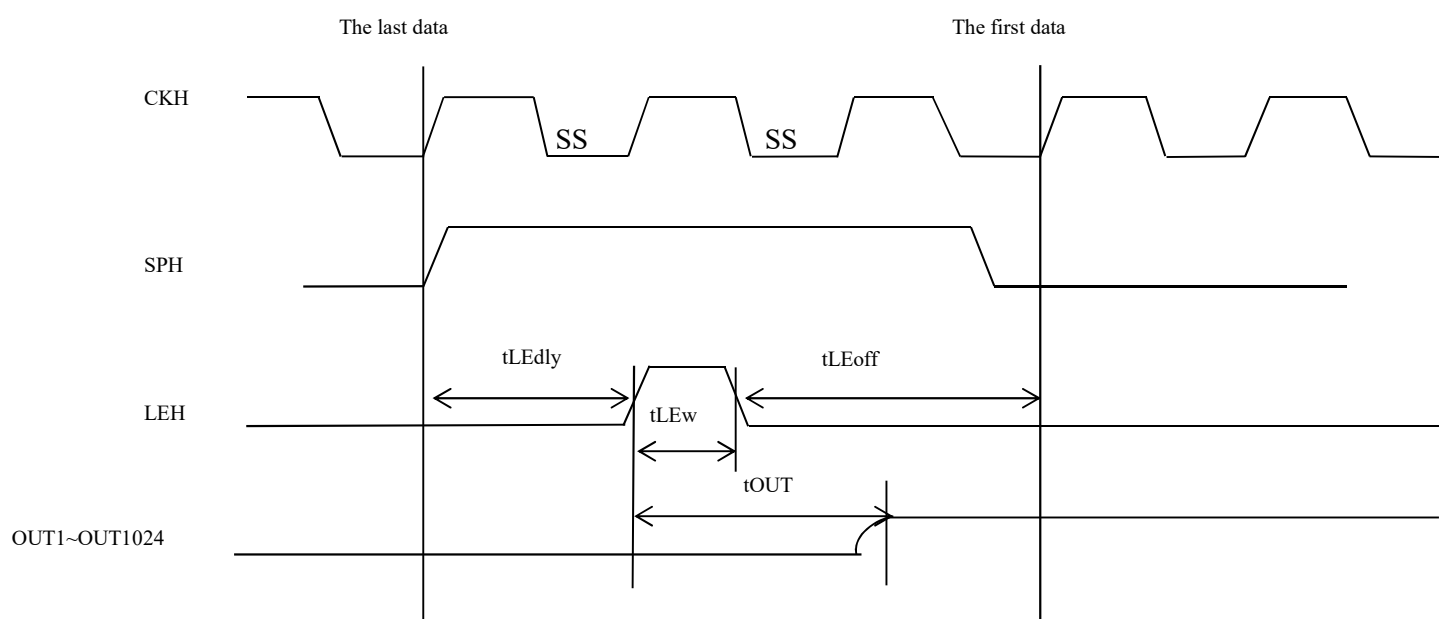 The last data
The first data
CKH
SS
SS
SPH
tLEdly
tLEoff
LEH
tLEw
tOUT
OUT1~OUT1024